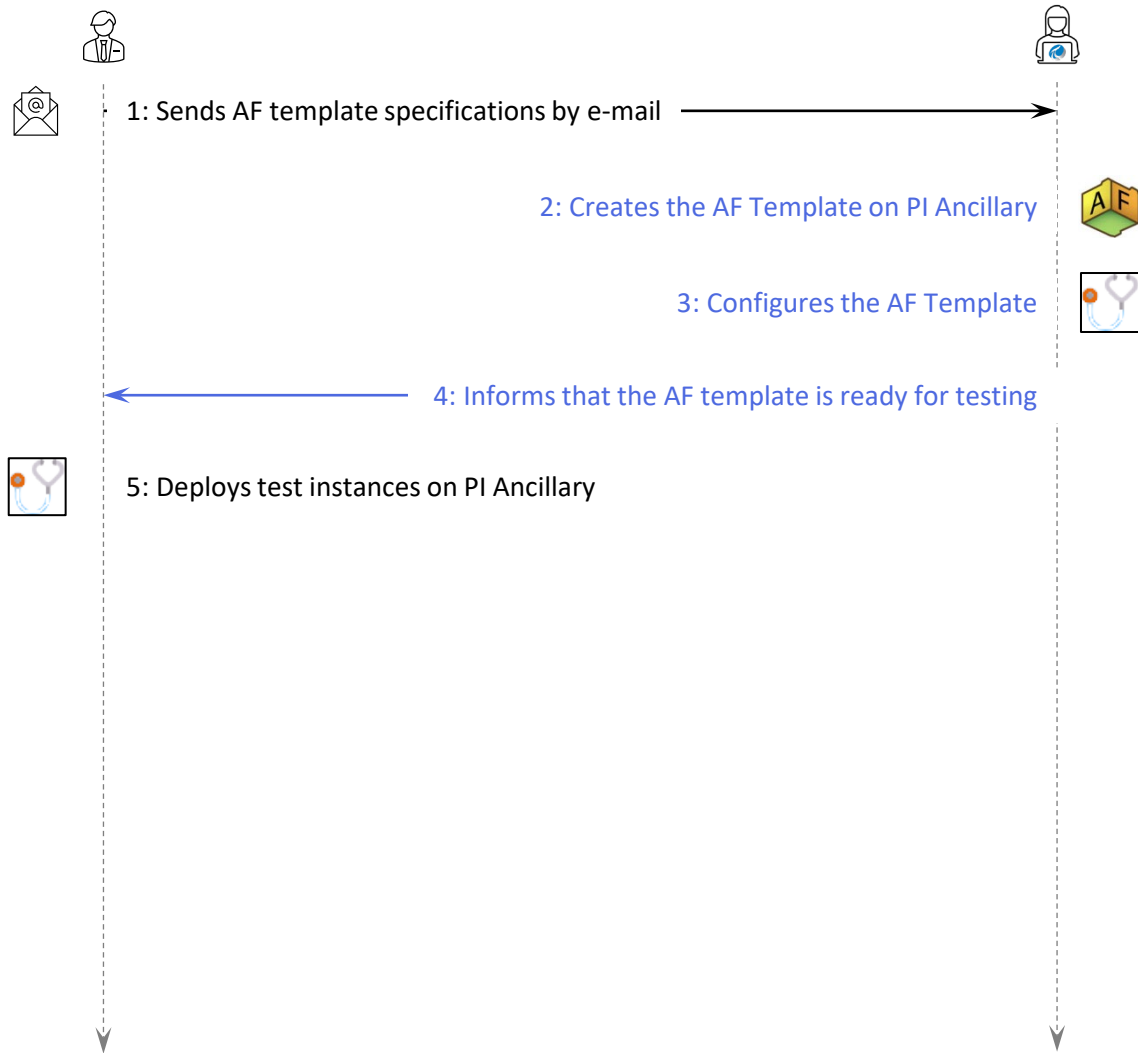 1: Sends AF template specifications by e-mail
2: Creates the AF Template on PI Ancillary
AF
3: Configures the AF Template
4: Informs that the AF template is ready for testing
5: Deploys test instances on PI Ancillary